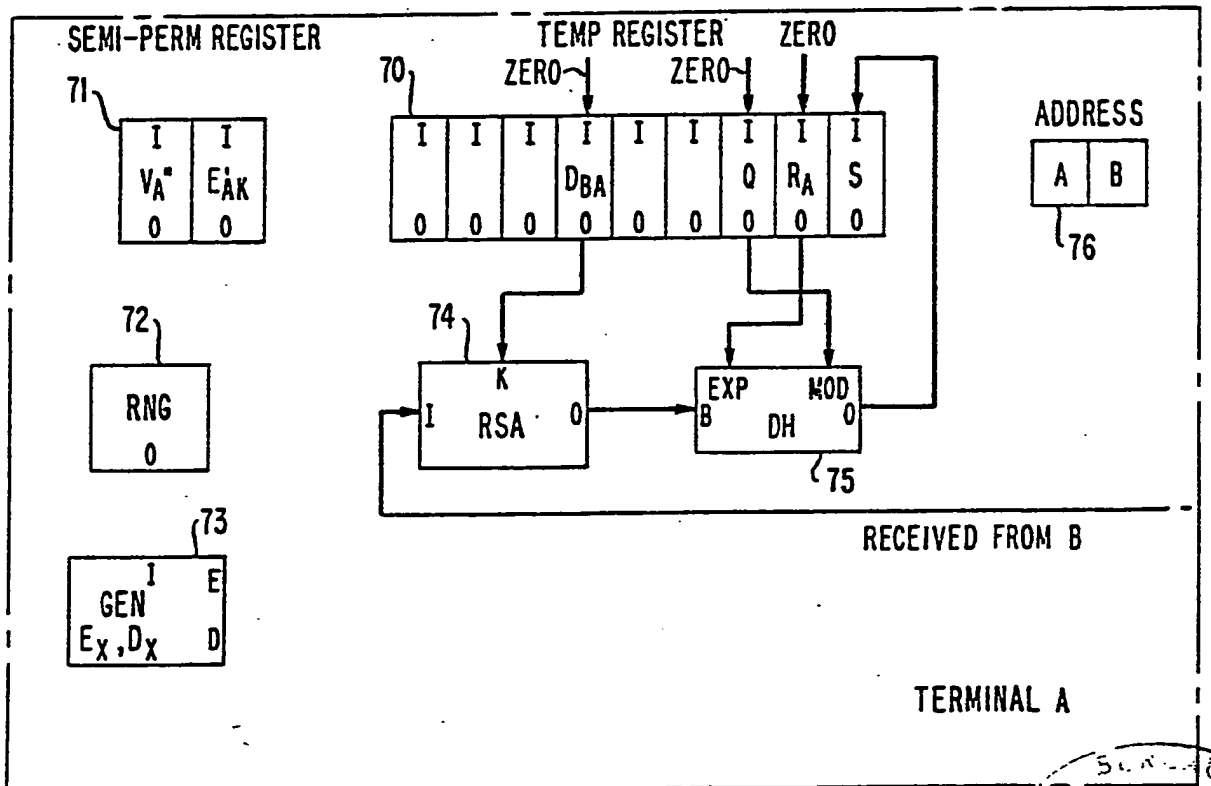 SEMI-PERM REGISTER
TEMP REGISTER
ZERO
ZERO
ZERO
71
70
I I
V_A" E'_AK
0 0
I I I I I I I I I
D_BA Q R_A S
0 0 0 0 0 0 0 0 0
ADDRESS
A B
76
72
RNG
0
74
K
I RSA 0
EXP MOD
B DH 0
75
RECEIVED FROM B
73
I E
GEN
E_X, D_X D
TERMINAL A